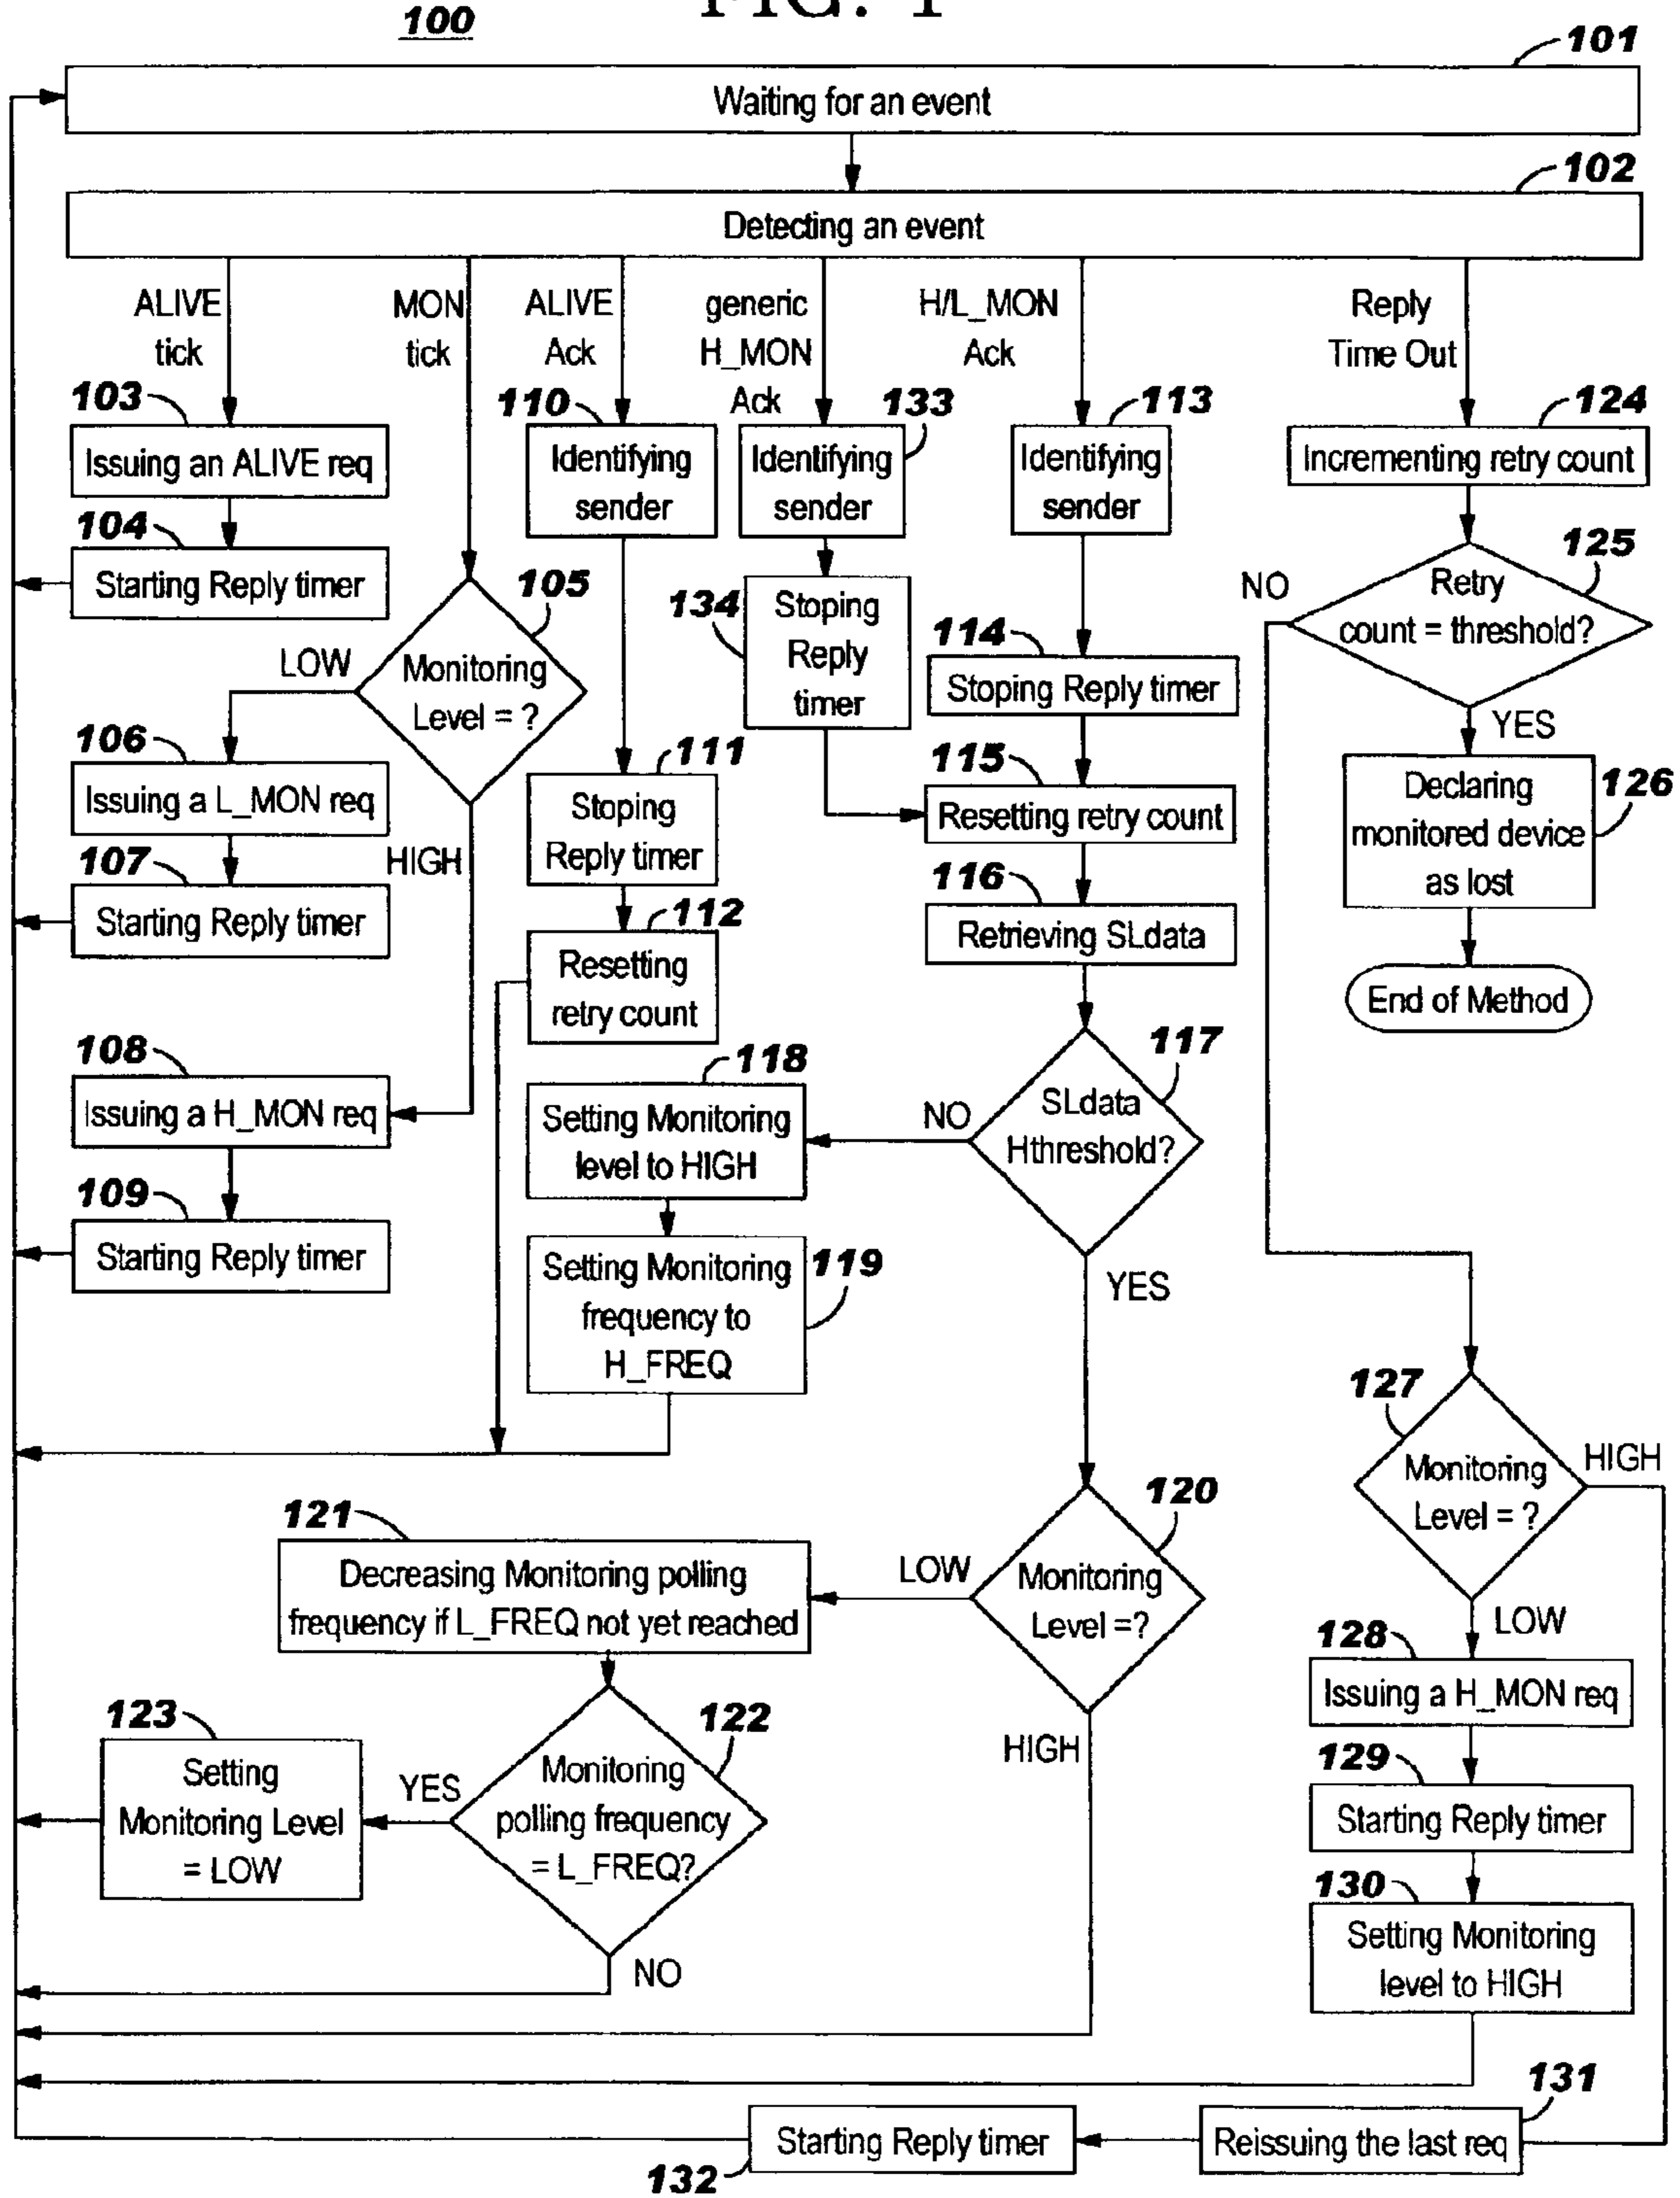 FIG. 1
100
101
Waiting for an event
102
Detecting an event
ALIVE
tick
MON
tick
ALIVE
Ack
generic
H_MON
Ack
H/L_MON
Ack
Reply
Time Out
103
Issuing an ALIVE req
104
Starting Reply timer
105
Monitoring
Level = ?
LOW
HIGH
106
Issuing a L_MON req
107
Starting Reply timer
108
Issuing a H_MON req
109
Starting Reply timer
110
Identifying
sender
111
Stoping
Reply timer
112
Resetting
retry count
133
Identifying
sender
134
Stoping
Reply
timer
113
Identifying
sender
114
Stoping Reply timer
115
Resetting retry count
116
Retrieving SLdata
117
SLdata
Hthreshold?
NO
YES
118
Setting Monitoring
level to HIGH
119
Setting Monitoring
frequency to
H_FREQ
120
Monitoring
Level =?
LOW
HIGH
121
Decreasing Monitoring polling
frequency if L_FREQ not yet reached
122
Monitoring
polling frequency
= L_FREQ?
YES
NO
123
Setting
Monitoring Level
= LOW
124
Incrementing retry count
125
Retry
count = threshold?
NO
YES
126
Declaring
monitored device
as lost
End of Method
127
Monitoring
Level = ?
HIGH
LOW
128
Issuing a H_MON req
129
Starting Reply timer
130
Setting Monitoring
level to HIGH
131
Reissuing the last req
132
Starting Reply timer